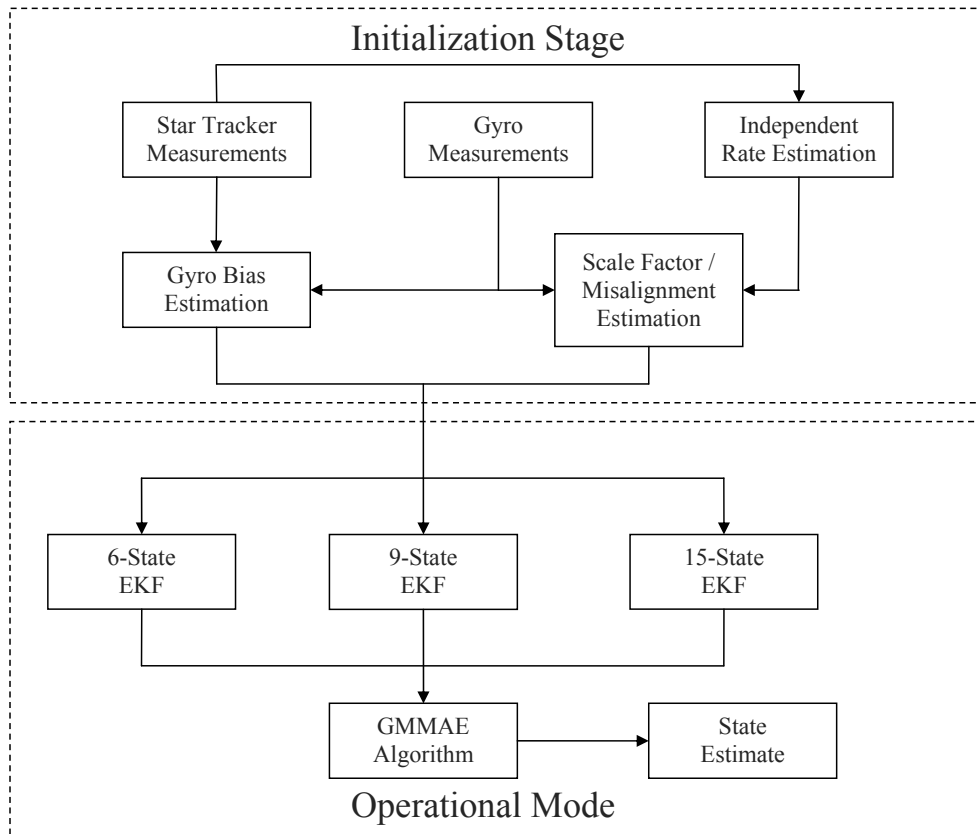 Initialization Stage
Star Tracker
Measurements
Gyro
Measurements
Independent
Rate Estimation
Gyro Bias
Estimation
Scale Factor /
Misalignment
Estimation
6-State
EKF
9-State
EKF
15-State
EKF
GMMAE
Algorithm
State
Estimate
Operational Mode